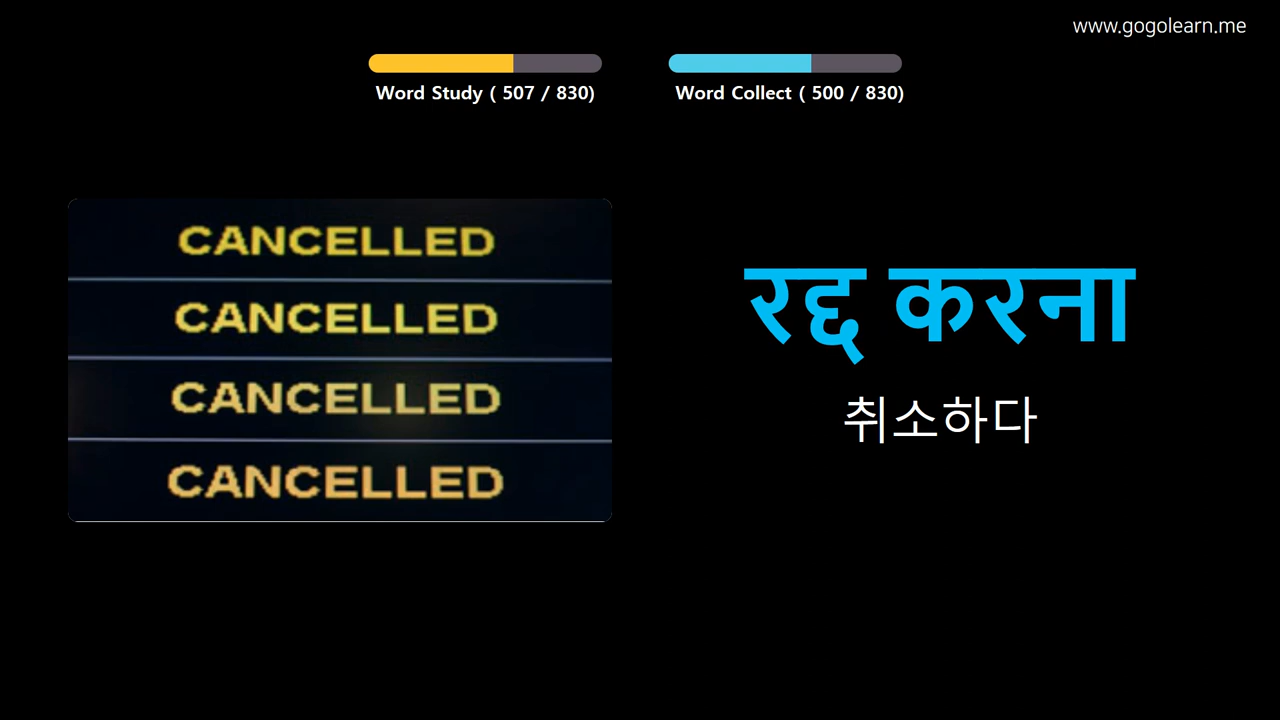 www.gogolearn.me
Word Study ( 507 / 830)
Word Collect ( 500 / 830)
CANCELLED
CANCELLED
CANCELLED
CANCELLED
रद्द करना
취소하다